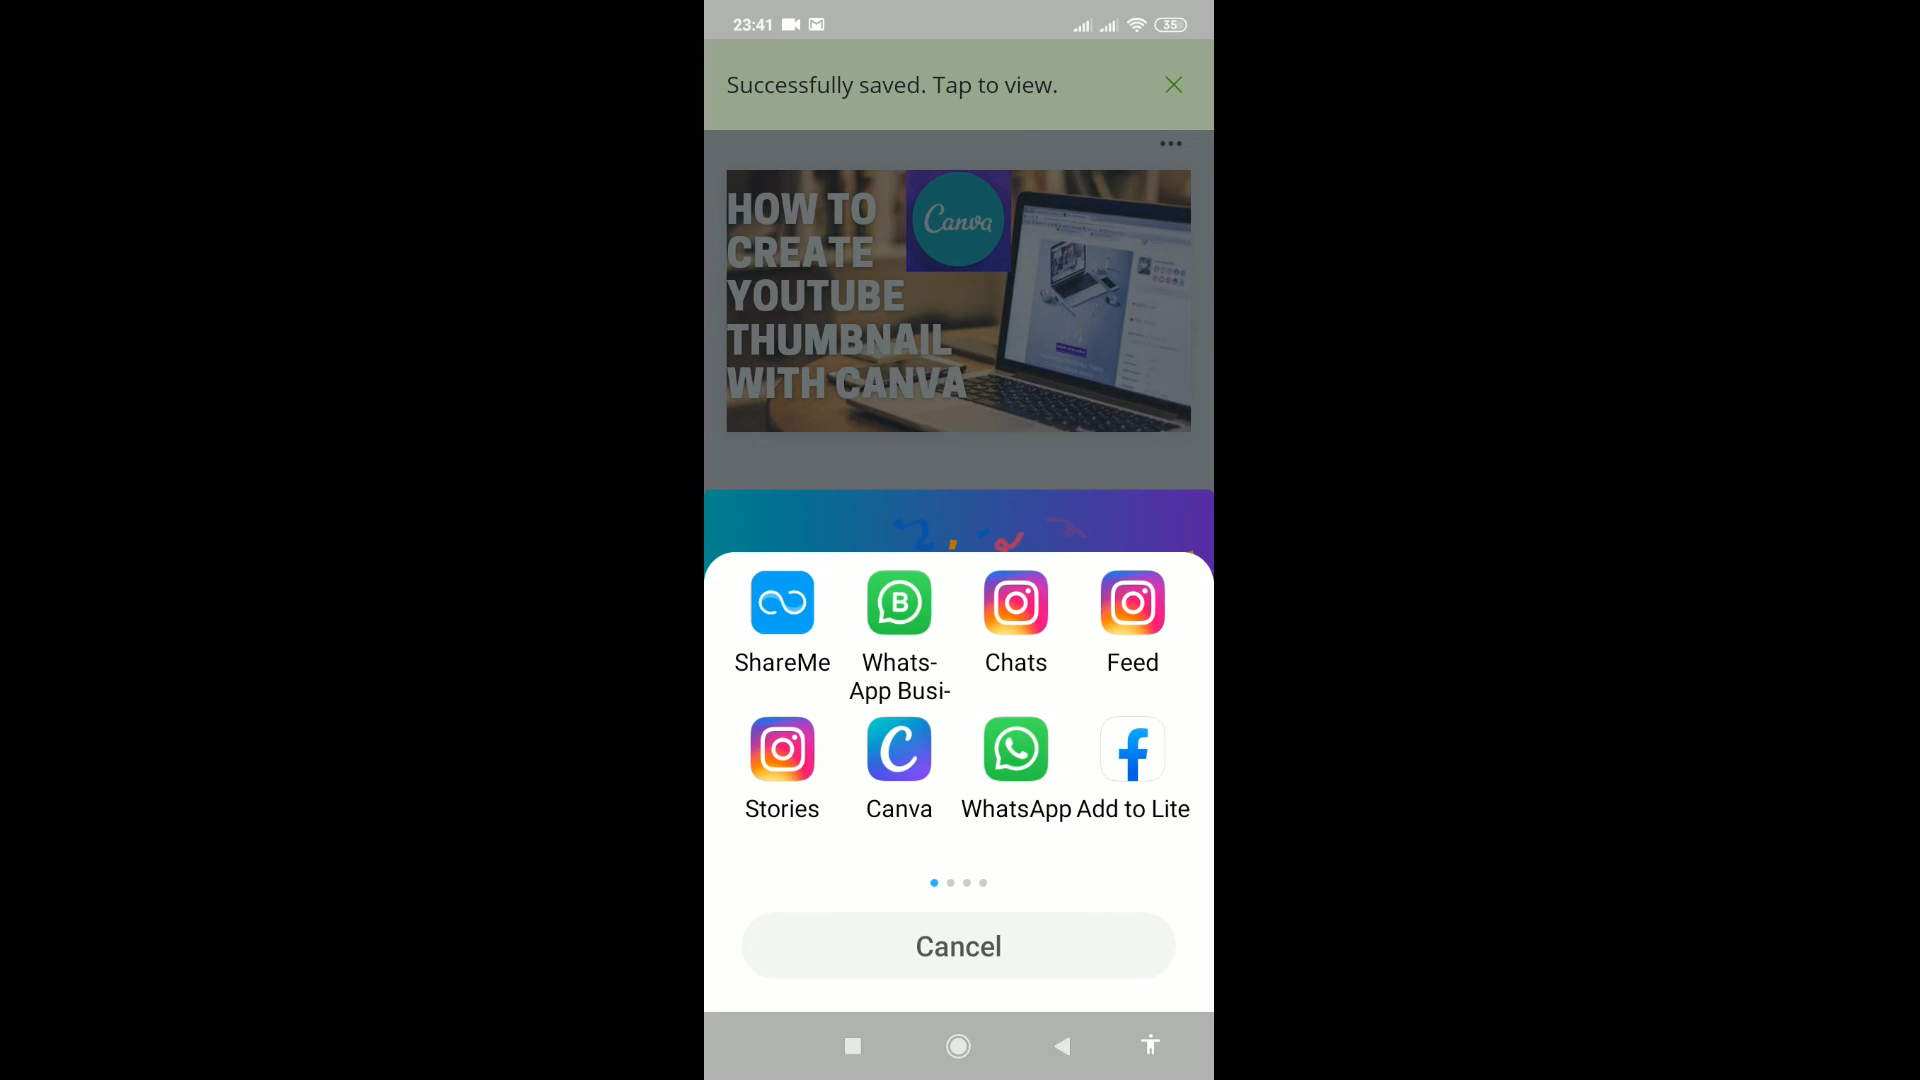 23:41
35
Successfully saved. Tap to view.
HOW TO
CREATE
YOUTUBE
THUMBNAIL
WITH CANVA
Canva
B
ShareMe
Whats-
App Busi-
Chats
Feed
C
f
Stories
Canva
WhatsApp
Add to Lite
Cancel